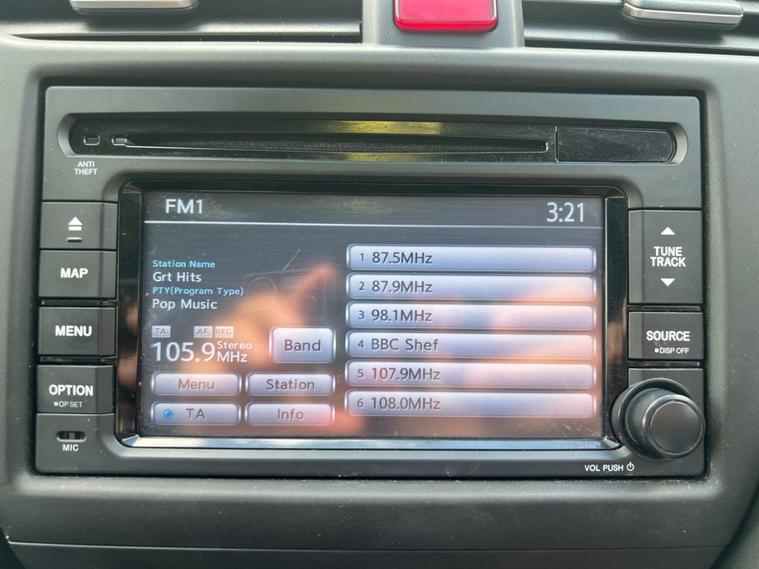 ANTI
THEFT
MAP
MENU
OPTION
OP SET
MIC
FM1
3:21
Station Name
Grt Hits
PTY(Program Type)
Pop Music
TA AF REG
105.9 Stereo
MHz
Band
Menu
Station
TA
Info
1 87.5MHz
2 87.9MHz
3 98.1MHz
4 BBC Shef
5 107.9MHz
6 108.0MHz
TUNE
TRACK
SOURCE
DISP OFF
VOL PUSH